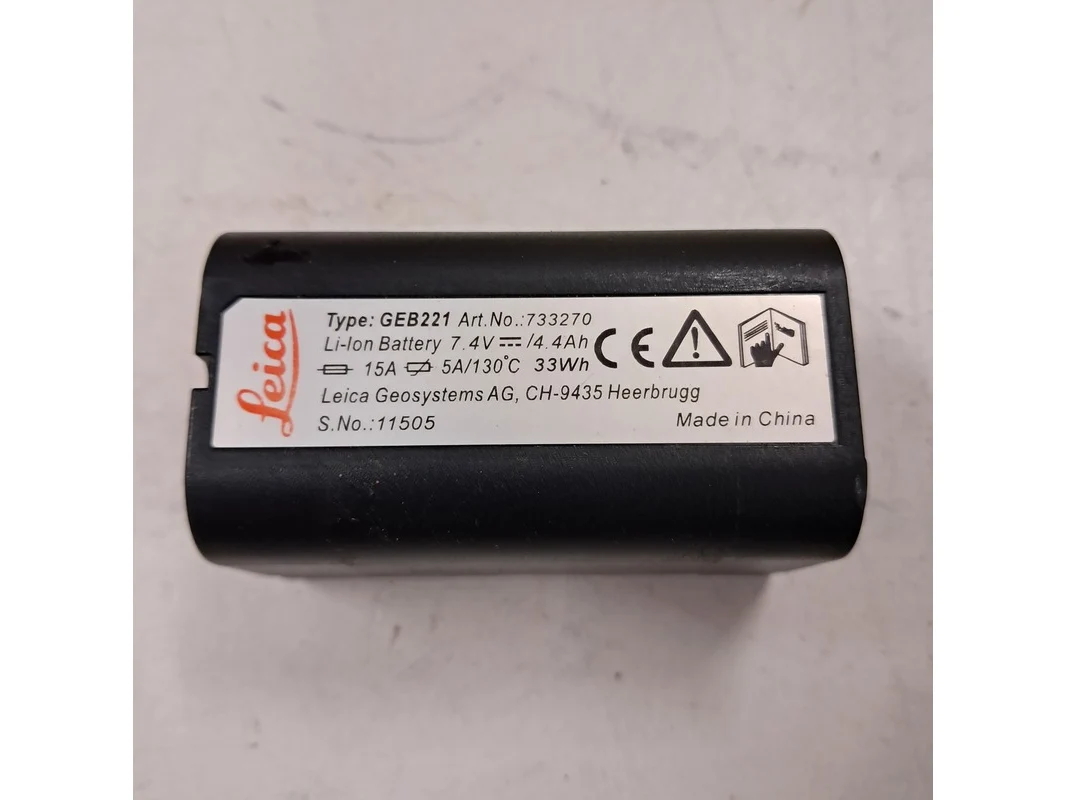 Leica
Type: GEB221 Art.No.:733270
Li-Ion Battery 7.4V /4.4Ah
15A 5A/130°C 33Wh
CE
Leica Geosystems AG, CH-9435 Heerbrugg
S.No.:11505
Made in China